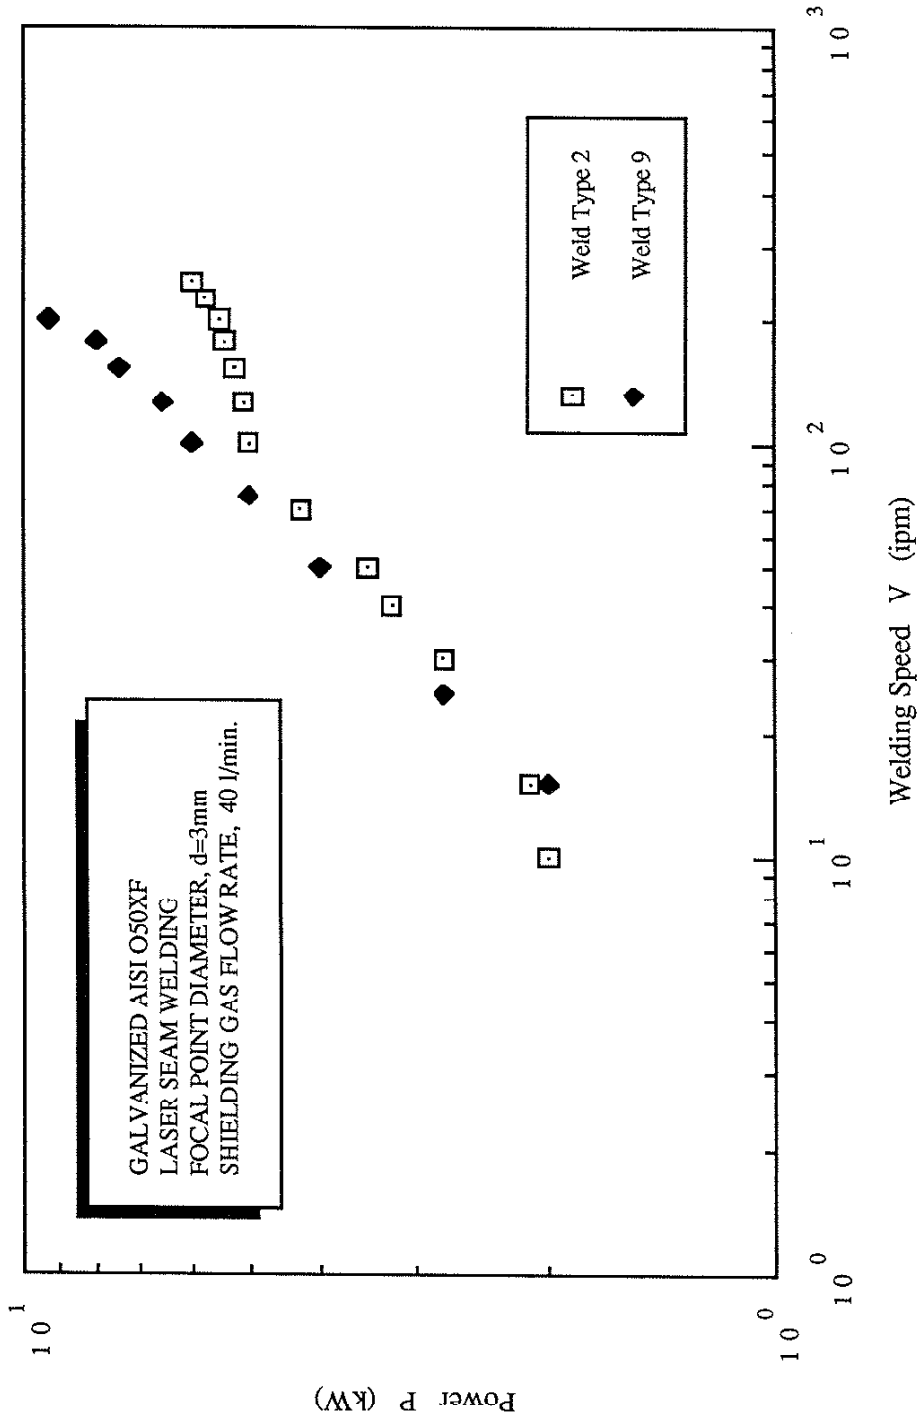 10^1
Power P (kW)
10^0
GALVANIZED AISI O50XF
LASER SEAM WELDING
FOCAL POINT DIAMETER, d=3mm
SHIELDING GAS FLOW RATE, 40 l/min.
Weld Type 2
Weld Type 9
10^0
10^1
10^2
10^3
Welding Speed V (ipm)